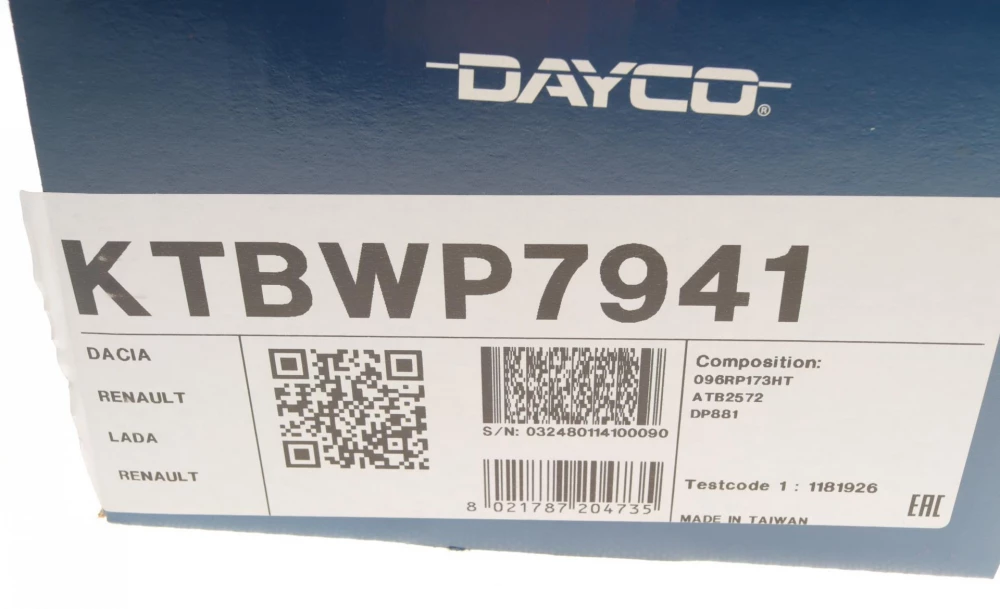 DAYCO®
KTBWP7941
DACIA
RENAULT
LADA
RENAULT
S/N: 032480114100090
8 021787 204735
Composition:
096RP173HT
ATB2572
DP881
Testcode 1 : 1181926
MADE IN TAIWAN
EAC